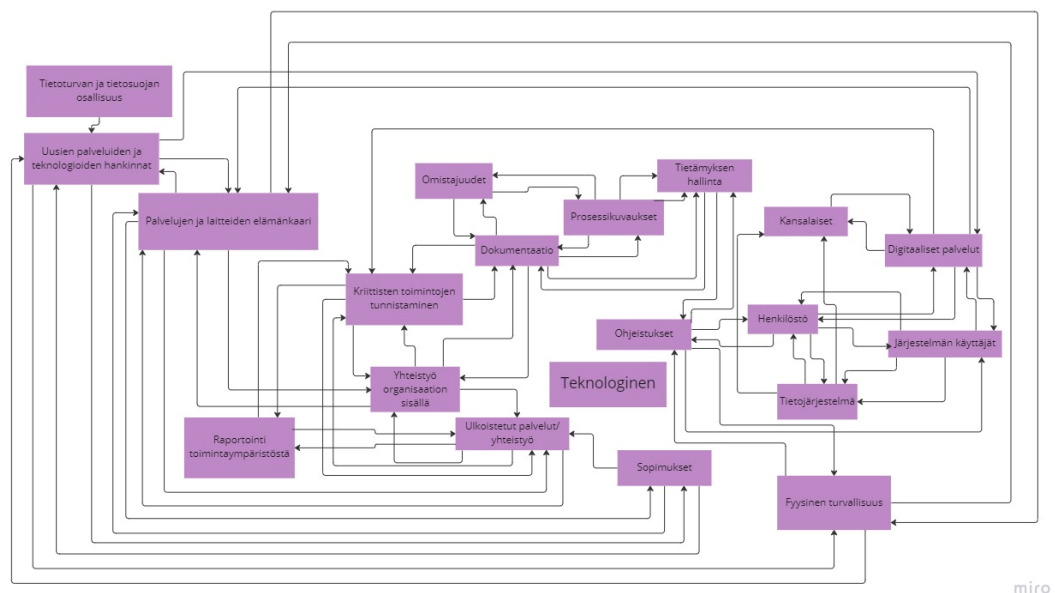 Tietoturvan ja tietosuojan
osallisuus
Uusien palveluiden ja
teknologioiden hankinnat
Palvelujen ja laitteiden elämänkaari
Omistajuudet
Tietämyksen
hallinta
Prosessikuvaukset
Dokumentaatio
Kansalaiset
Digitaaliset palvelut
Kriittisten toimintojen
tunnistaminen
Ohjeistukset
Henkilöstö
Järjestelmän käyttäjät
Yhteistyö
organisaation
sisällä
Teknologinen
Tietojärjestelmä
Raportointi
toimintaympäristöstä
Ulkoistetut palvelut/
yhteistyö
Sopimukset
Fyysinen turvallisuus
miro